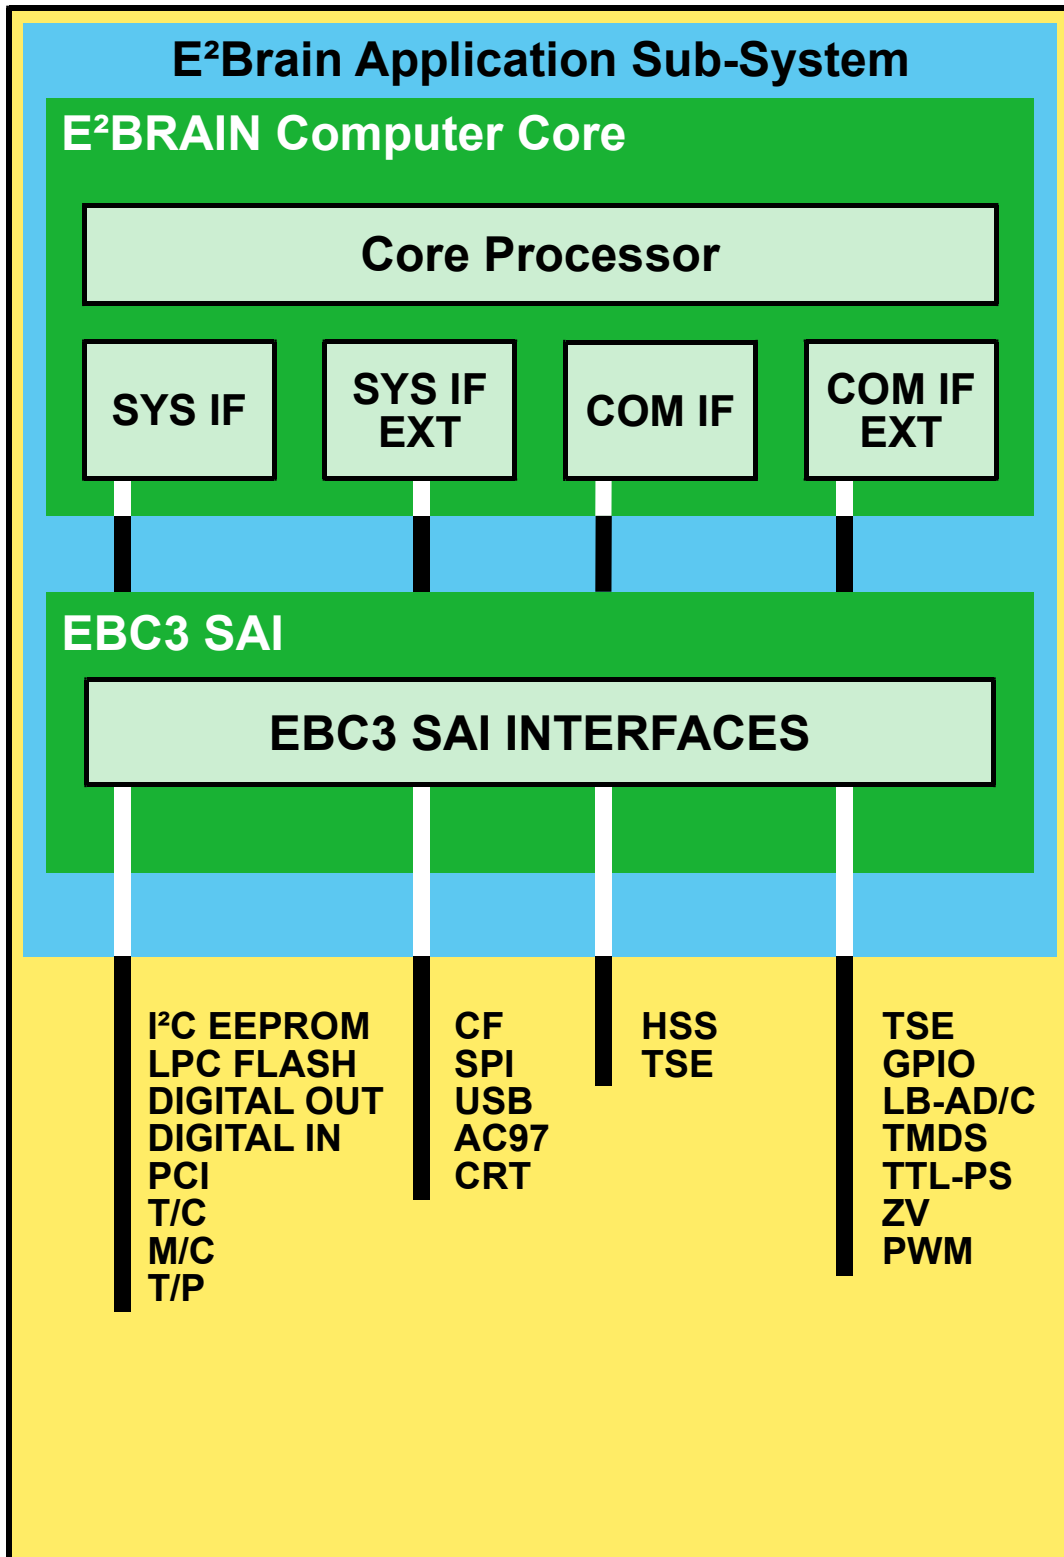 E²Brain Application Sub-System
E²BRAIN Computer Core
Core Processor
SYS IF
SYS IF
EXT
COM IF
COM IF
EXT
EBC3 SAI
EBC3 SAI INTERFACES
I²C EEPROM
LPC FLASH
DIGITAL OUT
DIGITAL IN
PCI
T/C
M/C
T/P
CF
SPI
USB
AC97
CRT
HSS
TSE
TSE
GPIO
LB-AD/C
TMDS
TTL-PS
ZV
PWM